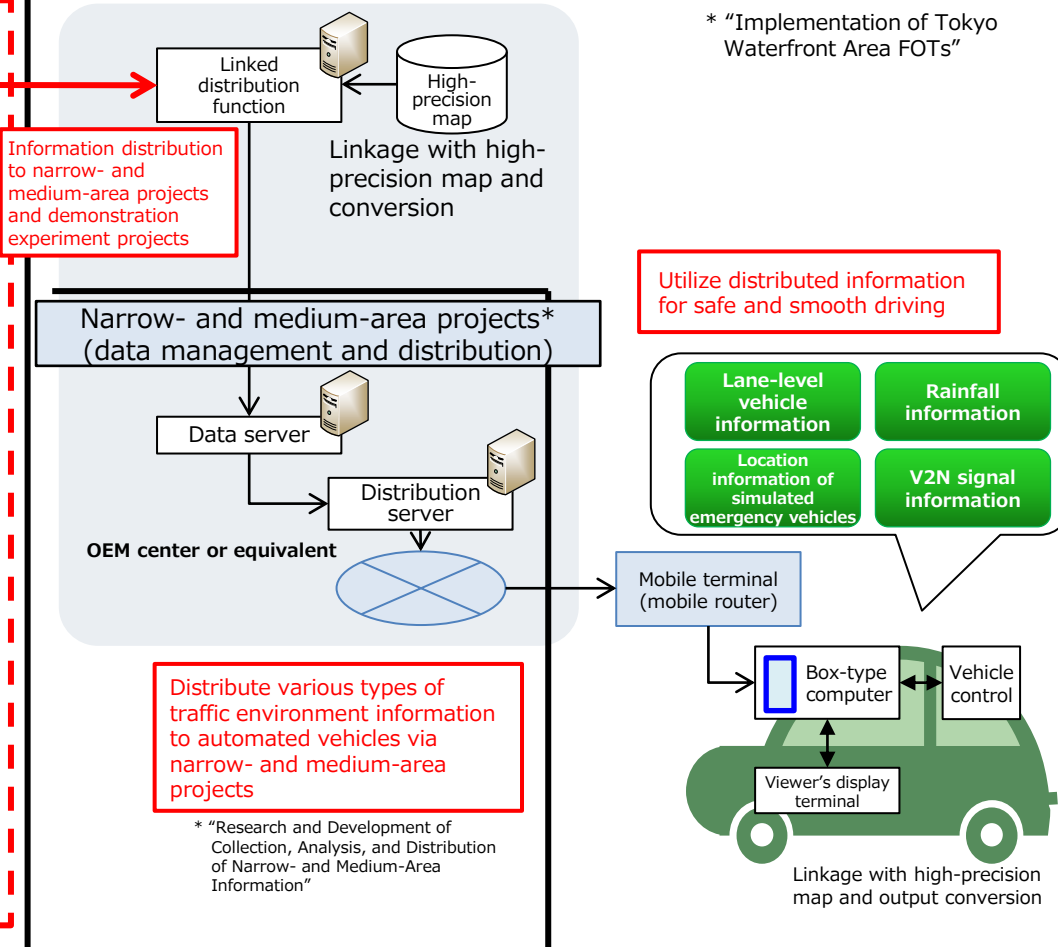 * “Implementation of Tokyo
Waterfront Area FOTs”
Linked
distribution
function
High-
precision
map
Linkage with high-
precision map and
conversion
Information distribution
to narrow- and
medium-area projects
and demonstration
experiment projects
Utilize distributed information
for safe and smooth driving
Narrow- and medium-area projects*
(data management and distribution)
Lane-level
vehicle
information
Rainfall
information
Location
information of
simulated
emergency vehicles
V2N signal
information
Data server
Distribution
server
OEM center or equivalent
Mobile terminal
(mobile router)
Box-type
computer
Vehicle
control
Viewer’s display
terminal
Distribute various types of
traffic environment information
to automated vehicles via
narrow- and medium-area
projects
* “Research and Development of
Collection, Analysis, and Distribution
of Narrow- and Medium-Area
Information”
Linkage with high-precision
map and output conversion